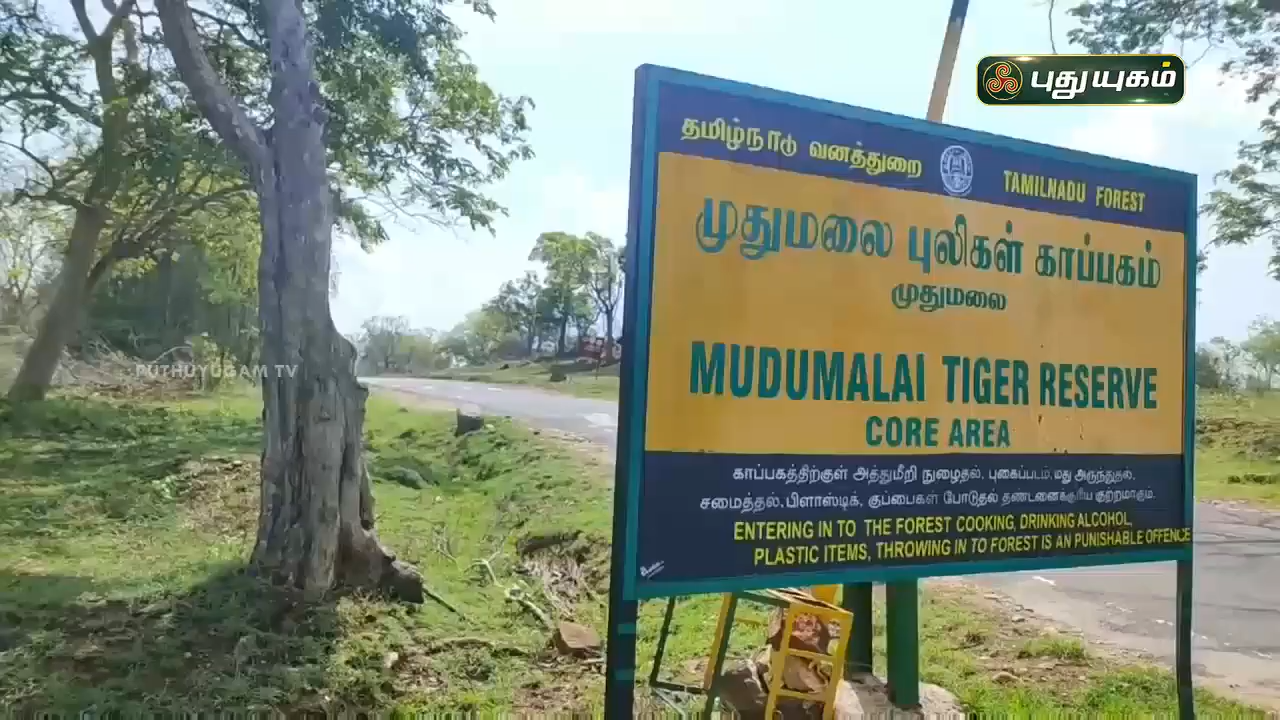 புதுயுகம்
தமிழ்நாடு வனத்துறை
TAMILNADU FOREST
முதுமலை புலிகள் காப்பகம்
முதுமலை
MUDUMALAI TIGER RESERVE
CORE AREA
காப்பகத்திற்குள் அத்துமீறி நுழைதல், புகைப்படம், மது அருந்துதல்,
சமைத்தல், பிளாஸ்டிக், குப்பைகள் போடுதல் தண்டனைக்குரிய குற்றமாகும்.
ENTERING IN TO THE FOREST COOKING, DRINKING ALCOHOL,
PLASTIC ITEMS, THROWING IN TO FOREST IS AN PUNISHABLE OFFENCE
PUTHUYUGAM TV